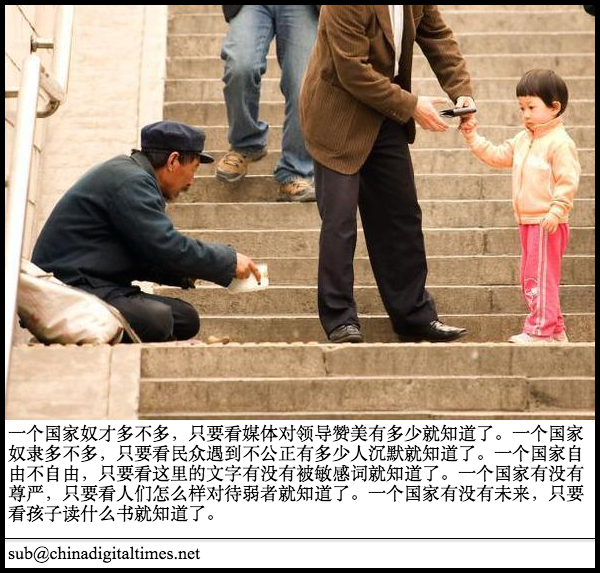 一个国家奴才多不多，只要看媒体对领导赞美有多少就知道了。一个国家
奴隶多不多，只要看民众遇到不公正有多少人沉默就知道了。一个国家自
由不自由，只要看这里的文字有没有被敏感词就知道了。一个国家有没有
尊严，只要看人们怎么样对待弱者就知道了。一个国家有没有未来，只要
看孩子读什么书就知道了。
sub@chinadigitaltimes.net